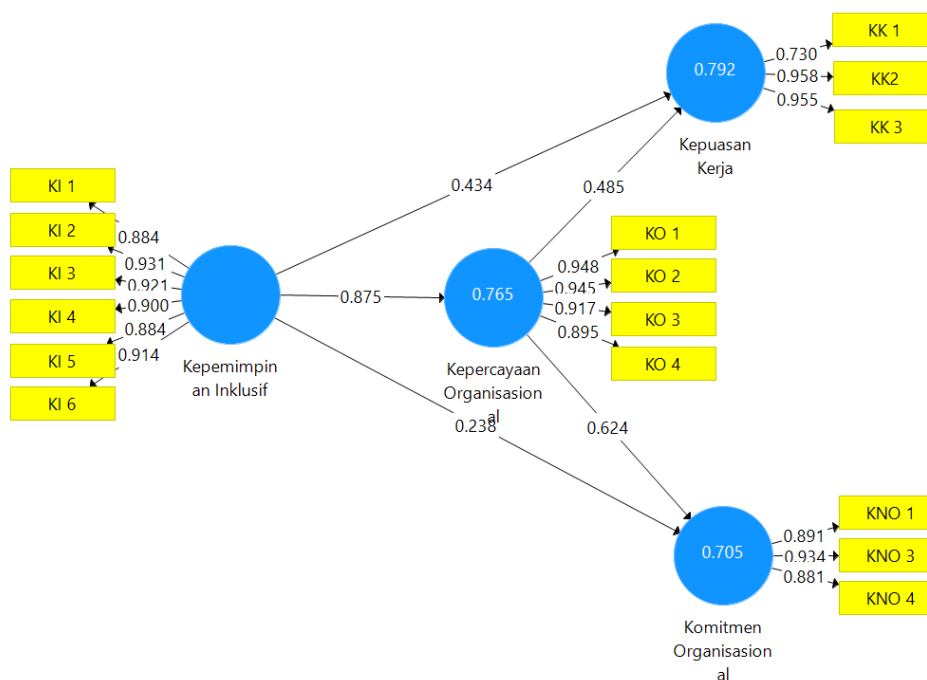 KK 1
0.730
0.792
0.958
KK2
0.955
KK 3
Kepuasan
Kerja
0.434
0.485
KI 1
KI 2
KI 3
KI 4
KI 5
KI 6
0.884
0.931
0.921
0.900
0.884
0.914
Kepemimpin
an Inklusif
0.875
0.765
Kepercayaan
Organisasion
al
KO 1
KO 2
KO 3
KO 4
0.948
0.945
0.917
0.895
0.238
0.624
0.705
Komitmen
Organisasion
al
0.891
0.934
0.881
KNO 1
KNO 3
KNO 4